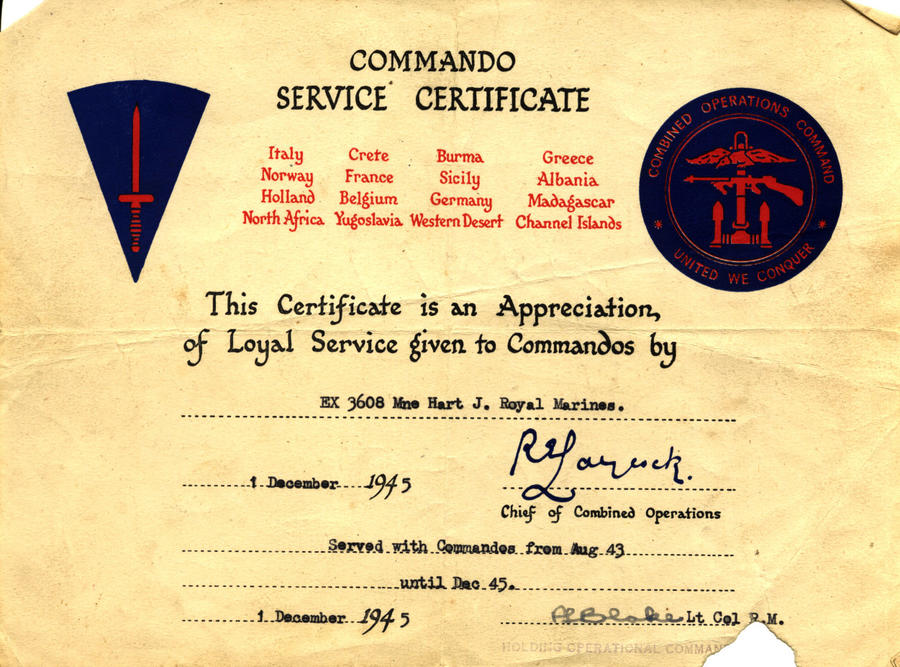 COMMANDO
SERVICE CERTIFICATE
Italy Crete Burma Greece
Norway France Sicily Albania
Holland Belgium Germany Madagascar
North Africa Yugoslavia Western Desert Channel Islands
COMBINED OPERATIONS COMMAND
* UNITED WE CONQUER *
This Certificate is an Appreciation,
of Loyal Service given to Commandos by
EX 3608 Mne Hart J. Royal Marines.
1 December 1945
RELaycock.
Chief of Combined Operations
Served with Commandos from Aug 43
until Dec 45.
1 December 1945
Blake Lt Col R.M.
HOLDING OPERATIONAL COMMAN